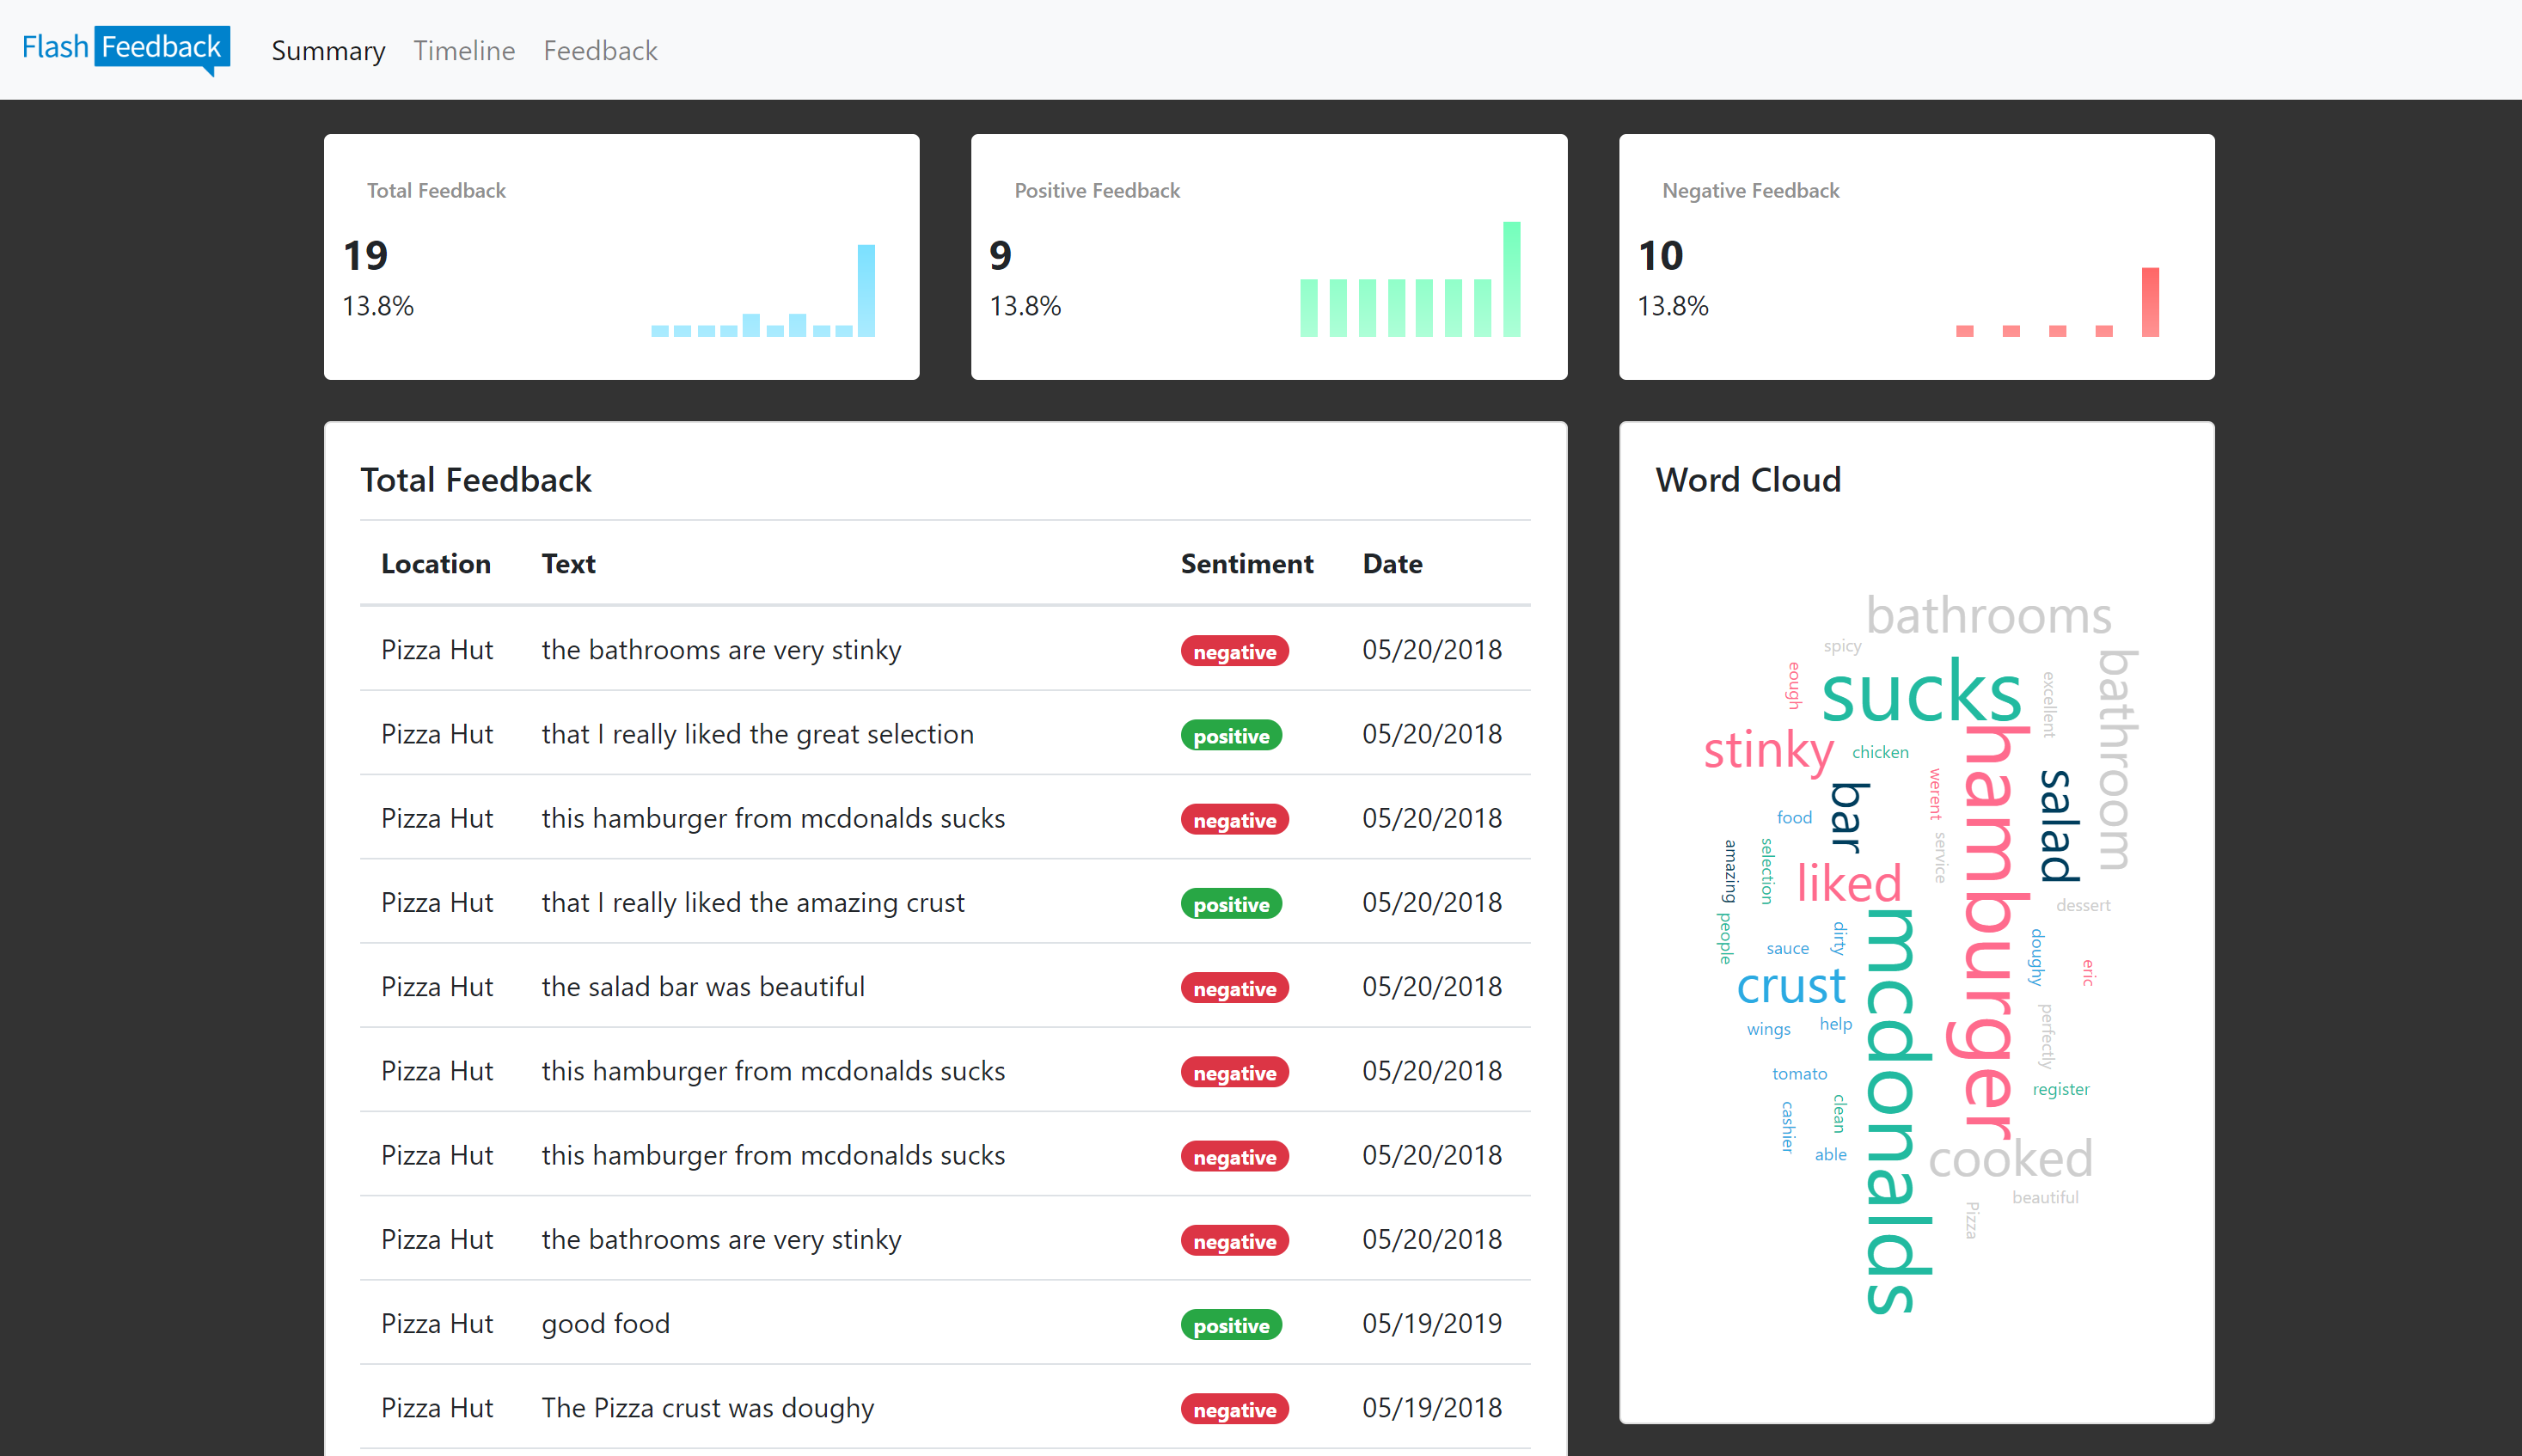 Flash Feedback Summary Timeline Feedback
Total Feedback
19
13.8%
Positive Feedback
9
13.8%
Negative Feedback
10
13.8%
Total Feedback
Location Text Sentiment Date
Pizza Hut the bathrooms are very stinky negative 05/20/2018
Pizza Hut that I really liked the great selection positive 05/20/2018
Pizza Hut this hamburger from mcdonalds sucks negative 05/20/2018
Pizza Hut that I really liked the amazing crust positive 05/20/2018
Pizza Hut the salad bar was beautiful negative 05/20/2018
Pizza Hut this hamburger from mcdonalds sucks negative 05/20/2018
Pizza Hut this hamburger from mcdonalds sucks negative 05/20/2018
Pizza Hut the bathrooms are very stinky negative 05/20/2018
Pizza Hut good food positive 05/19/2019
Pizza Hut The Pizza crust was doughy negative 05/19/2018
Word Cloud
bathrooms
spicy
eough
sucks
excellent
bathroom
stinky
chicken
hamburger
werent
salad
bar
food
service
amazing
selection
liked
dessert
people
mcdonalds
dirty
doughy
sauce
eric
crust
perfectly
wings
help
tomato
register
clean
cashier
able
cooked
beautiful
Pizza